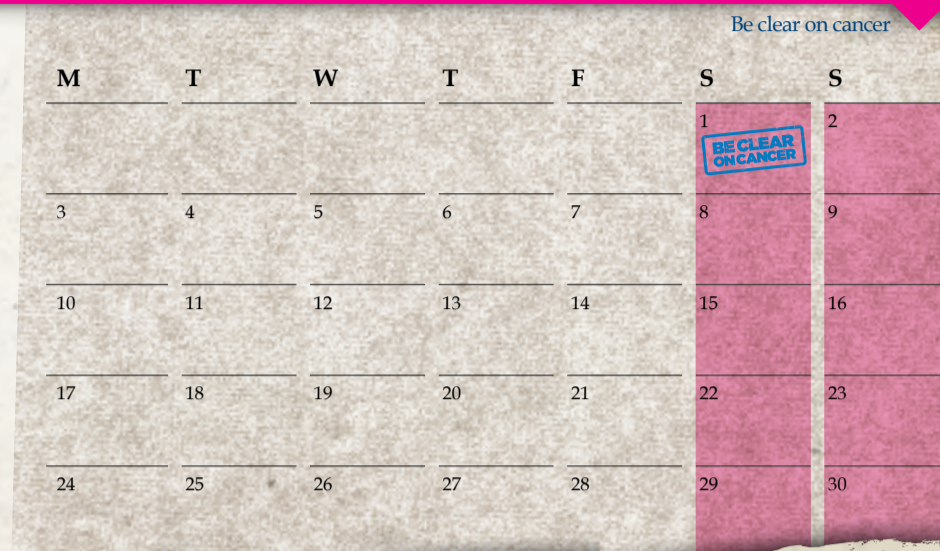 Be clear on cancer
M T W T F S S
1 2
BE CLEAR
ON CANCER
3 4 5 6 7 8 9
10 11 12 13 14 15 16
17 18 19 20 21 22 23
24 25 26 27 28 29 30